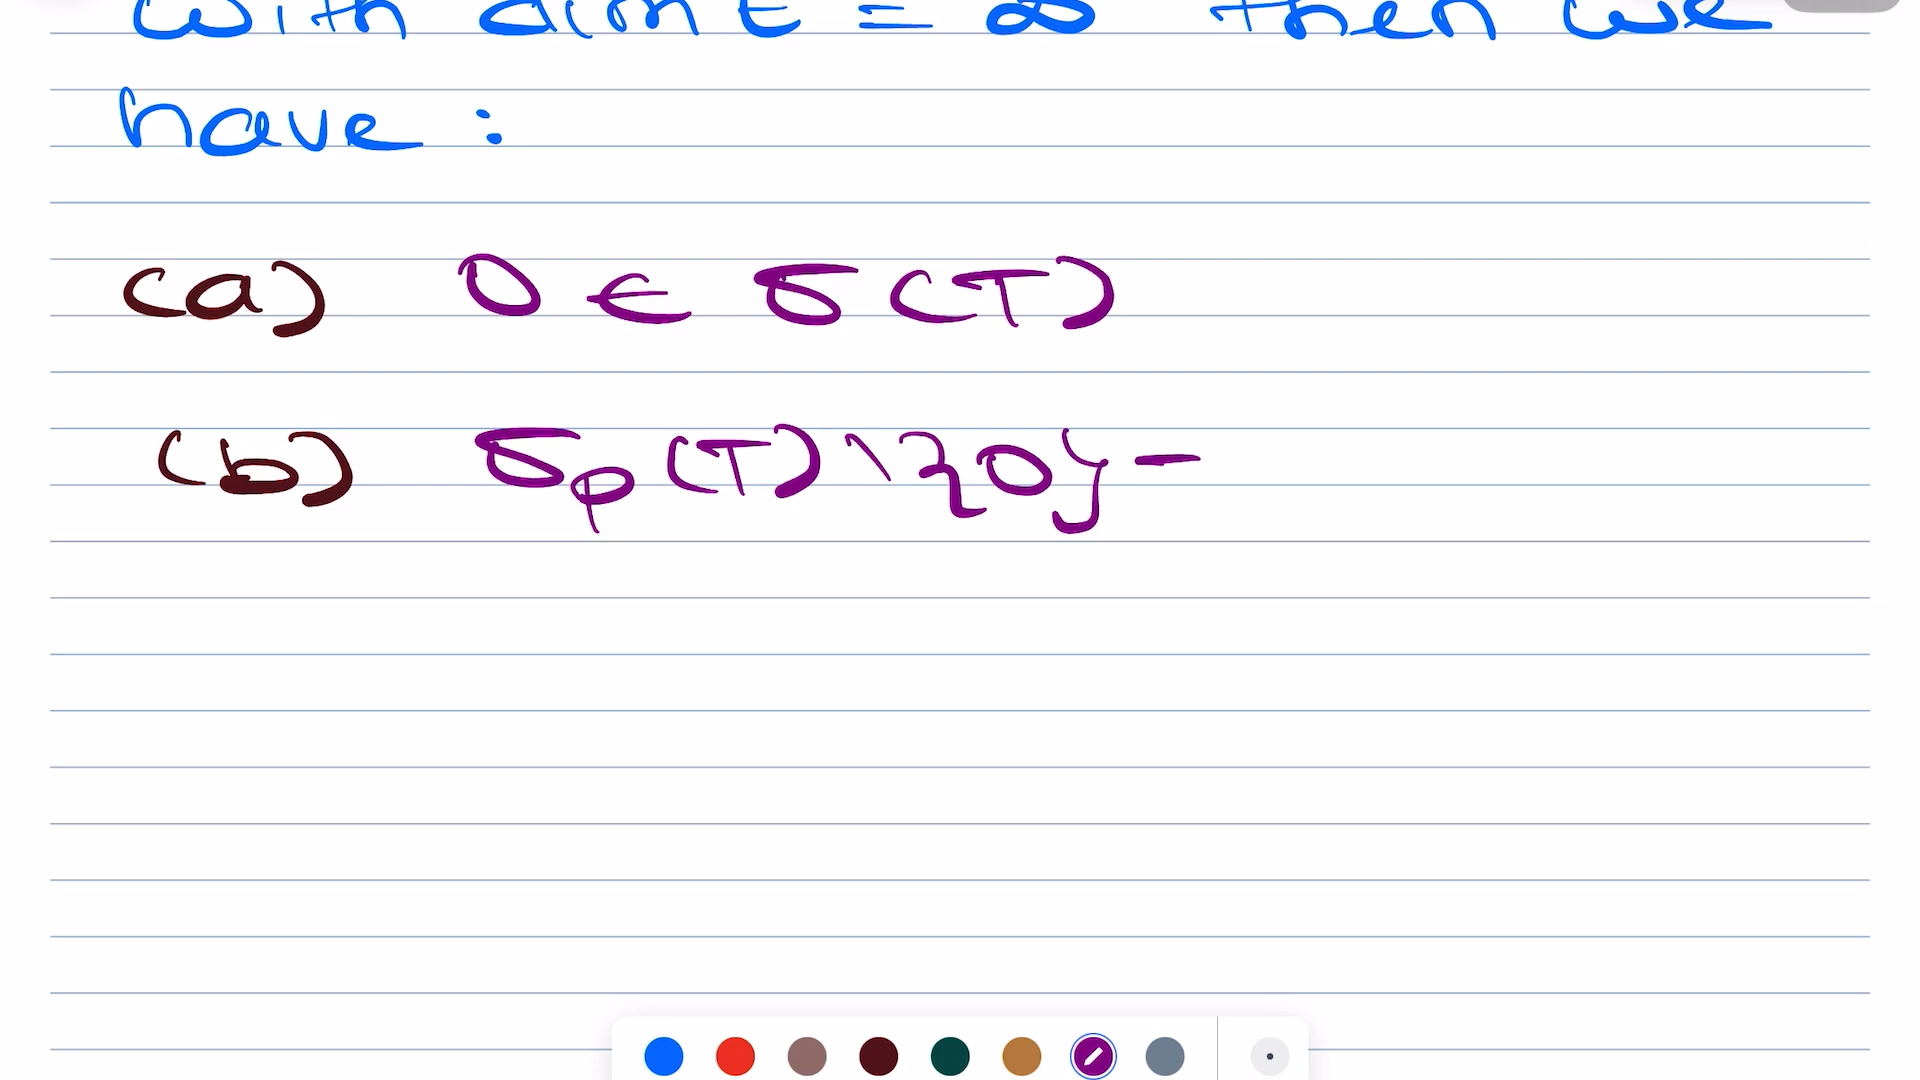 with dim E = ∞ then we
have :
(a) 0 ∈ σ(T)
(b) σp(T)\{0} -